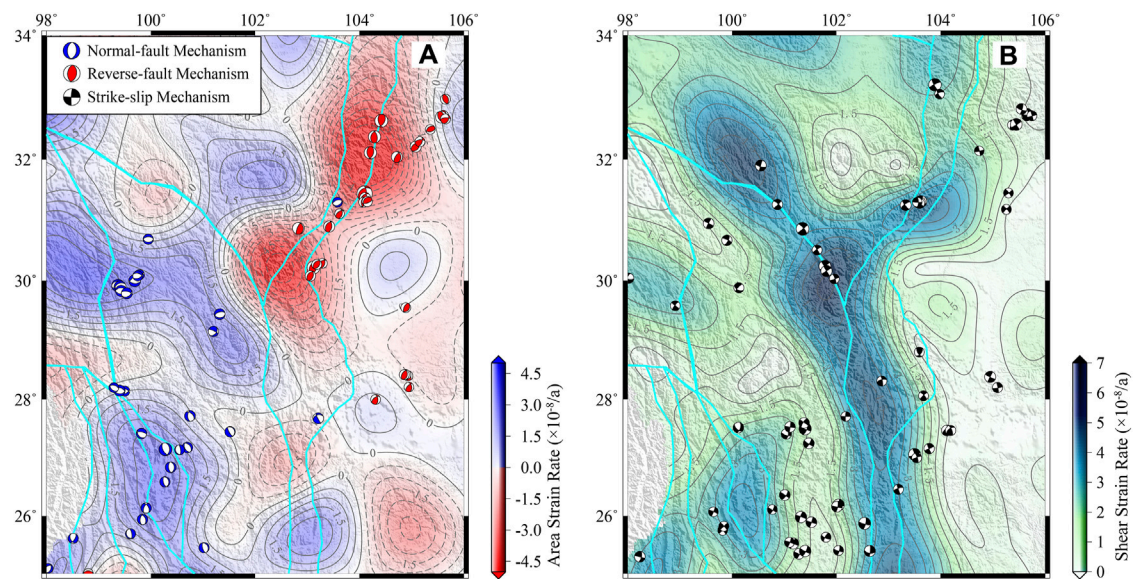 98° 100° 102° 104° 106°
34°
A
Normal-fault Mechanism
Reverse-fault Mechanism
Strike-slip Mechanism
32°
30°
28°
26°
4.5
3.0
1.5
0.0
-1.5
-3.0
-4.5
Area Strain Rate (×10⁻⁸/a)
98° 100° 102° 104° 106°
34°
B
32°
30°
28°
26°
7
6
5
4
3
2
1
0
Shear Strain Rate (×10⁻⁸/a)